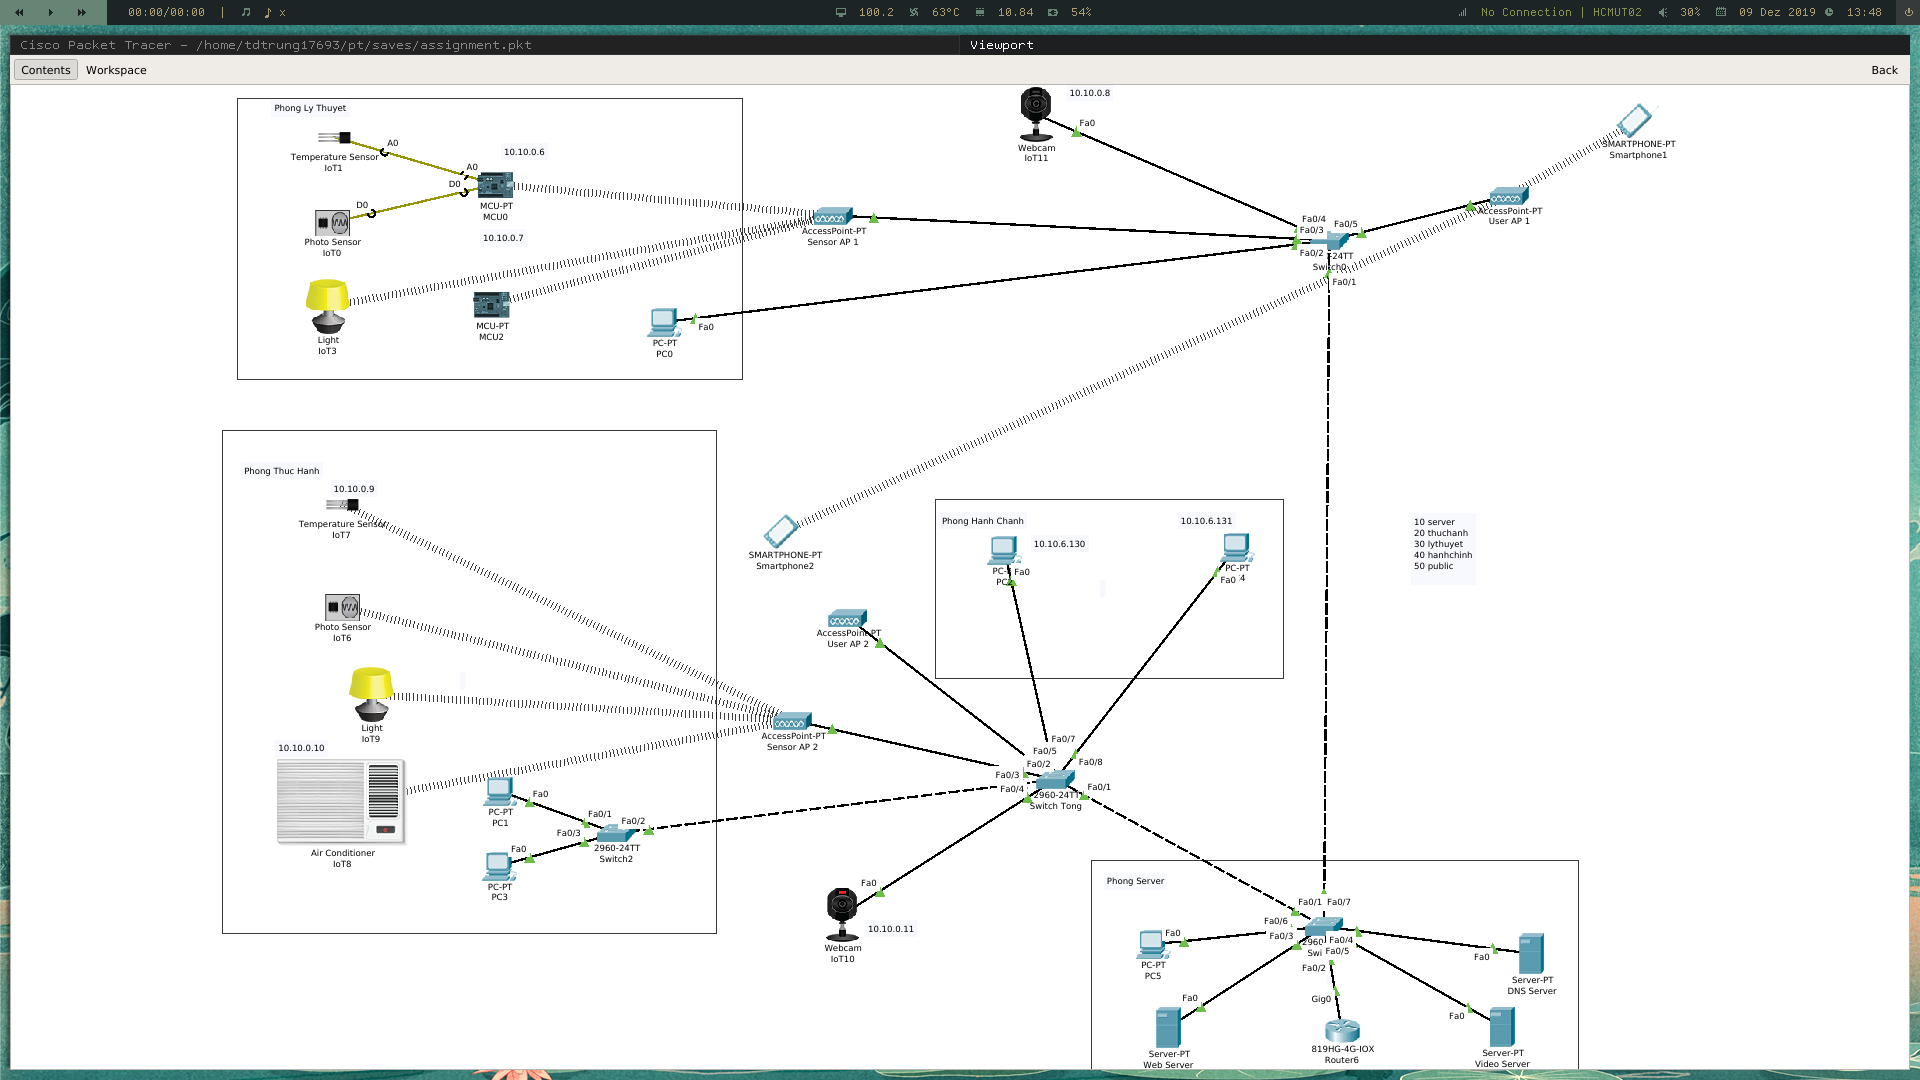 00:00/00:00 | x
100.2 63°C 10.84 54%
No Connection | HCMUT02 30% 09 Dez 2019 13:48
Cisco Packet Tracer - /home/tdtrung17693/pt/saves/assignment.pkt
Viewport
Contents
Workspace
Back
Phong Ly Thuyet
Temperature Sensor
IoT1
A0
A0
D0
D0
10.10.0.6
MCU-PT
MCU0
Photo Sensor
IoT0
10.10.0.7
Light
IoT3
MCU-PT
MCU2
PC-PT
PC0
Fa0
AccessPoint-PT
Sensor AP 1
Webcam
IoT11
10.10.0.8
Fa0
SMARTPHONE-PT
Smartphone1
AccessPoint-PT
User AP 1
Fa0/4
Fa0/3
Fa0/5
Fa0/2
-24TT
Switch0
Fa0/1
Phong Thuc Hanh
10.10.0.9
Temperature Sensor
IoT7
Photo Sensor
IoT6
Light
IoT9
10.10.0.10
Air Conditioner
IoT8
PC-PT
PC1
Fa0
PC-PT
PC3
Fa0
Fa0/1
Fa0/2
Fa0/3
2960-24TT
Switch2
AccessPoint-PT
Sensor AP 2
SMARTPHONE-PT
Smartphone2
AccessPoint-PT
User AP 2
Phong Hanh Chanh
10.10.6.130
10.10.6.131
PC-
Fa0
PC
PC-PT
Fa0
4
10 server
20 thuchanh
30 lythuyet
40 hanhchinh
50 public
Fa0/7
Fa0/5
Fa0/2
Fa0/8
Fa0/3
Fa0/4
Fa0/1
2960-24TT
Switch Tong
Webcam
IoT10
Fa0
10.10.0.11
Phong Server
Fa0/1
Fa0/7
Fa0/6
Fa0/3
2960
Fa0/4
Swi
Fa0/5
Fa0/2
Gig0
PC-PT
PC5
Fa0
Server-PT
Web Server
Fa0
819HG-4G-IOX
Router6
Server-PT
Video Server
Fa0
Server-PT
DNS Server
Fa0